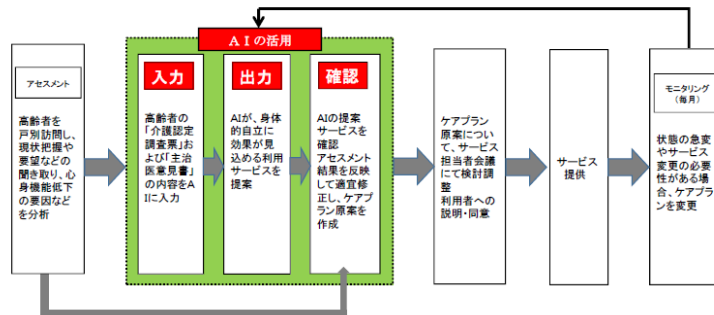 AIの活用
アセスメント
高齢者を
戸別訪問し、
現状把握や
要望などの
聞き取り、心
身機能低下
の要因など
を分析
入力
高齢者の
「介護認定
調査票」お
よび「主治
医意見書」
の内容をA
Iに入力
出力
AIが、身体
的自立に
効果が見
込める利用
サービスを
提案
確認
AIの提案
サービスを
確認
アセスメント
結果を反映
して適宜修
正し、ケアプ
ラン原案を
作成
ケアプラン
原案につい
て、サービス
担当者会議
にて検討調
整
利用者への
説明・同意
サービス
提供
モニタリング
(毎月)
状態の急変
やサービス
変更の必要
性がある場
合、ケアプラ
ンを変更